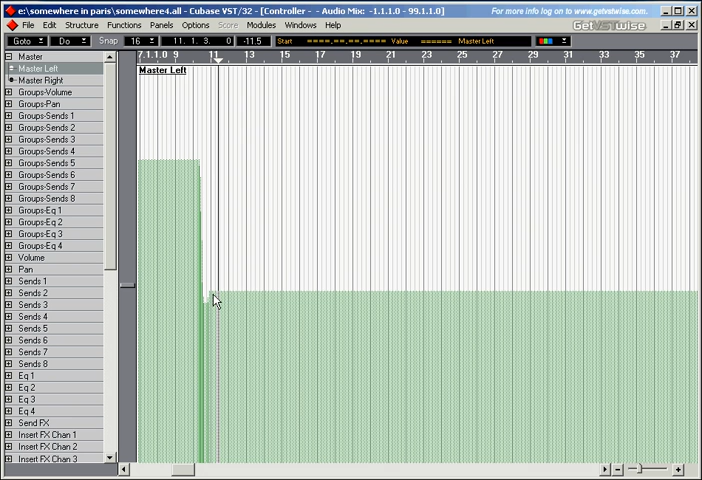 e:\somewhere in paris\somewhere4.all - Cubase VST/32 - [Controller - - Audio Mix: -1.1.1.0 - 99.1.1.0]
For more info log on to www.getvstwise.com.
File Edit Structure Functions Panels Options Score Modules Windows Help
GetVSTwise
Goto Do Snap 16 11. 1. 3. 0 -11.5 Start ----.--.--.---- Value ------ MasterLeft
7.1.1.0 9 11 13 15 17 19 21 23 25 27 29 31 33 35 37
Master Left
Master
Master Left
Master Right
Groups-Volume
Groups-Pan
Groups-Sends 1
Groups-Sends 2
Groups-Sends 3
Groups-Sends 4
Groups-Sends 5
Groups-Sends 6
Groups-Sends 7
Groups-Sends 8
Groups-Eq 1
Groups-Eq 2
Groups-Eq 3
Groups-Eq 4
Volume
Pan
Sends 1
Sends 2
Sends 3
Sends 4
Sends 5
Sends 6
Sends 7
Sends 8
Eq 1
Eq 2
Eq 3
Eq 4
Send FX
Insert FX Chan 1
Insert FX Chan 2
Insert FX Chan 3